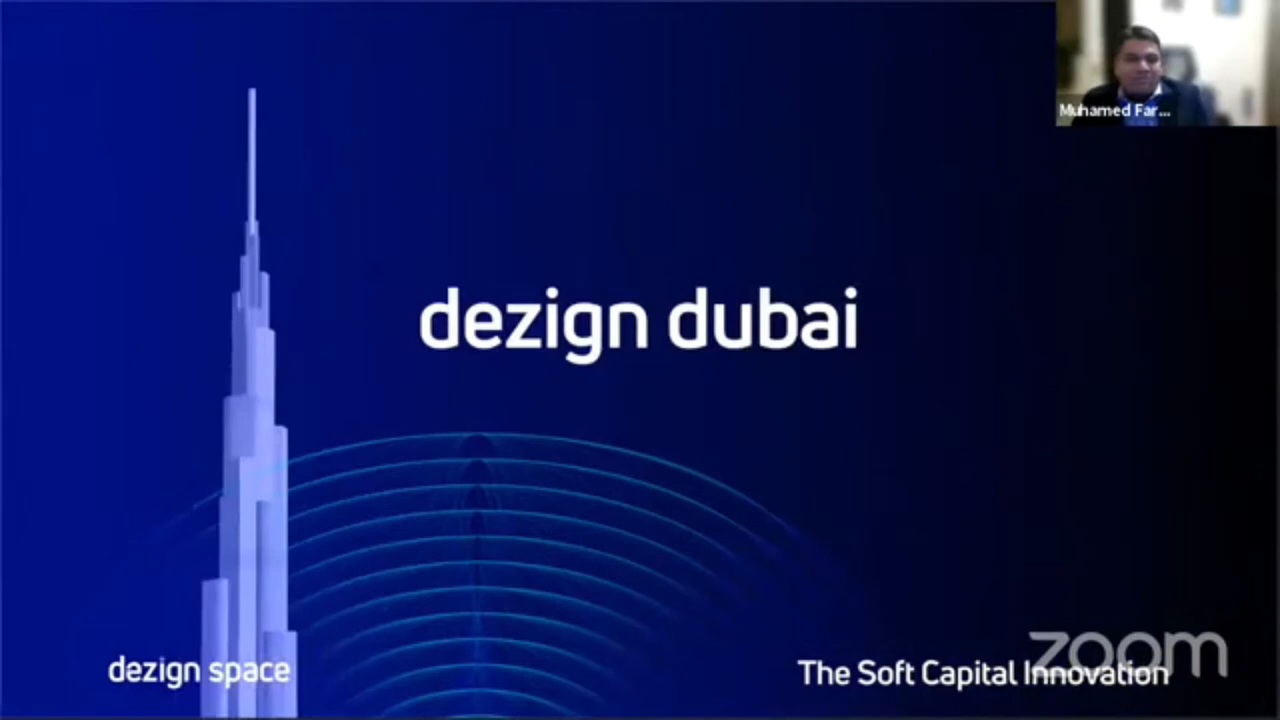 Muhamed Far...
dezign dubai
dezign space
The Soft Capital Innovation
zoom